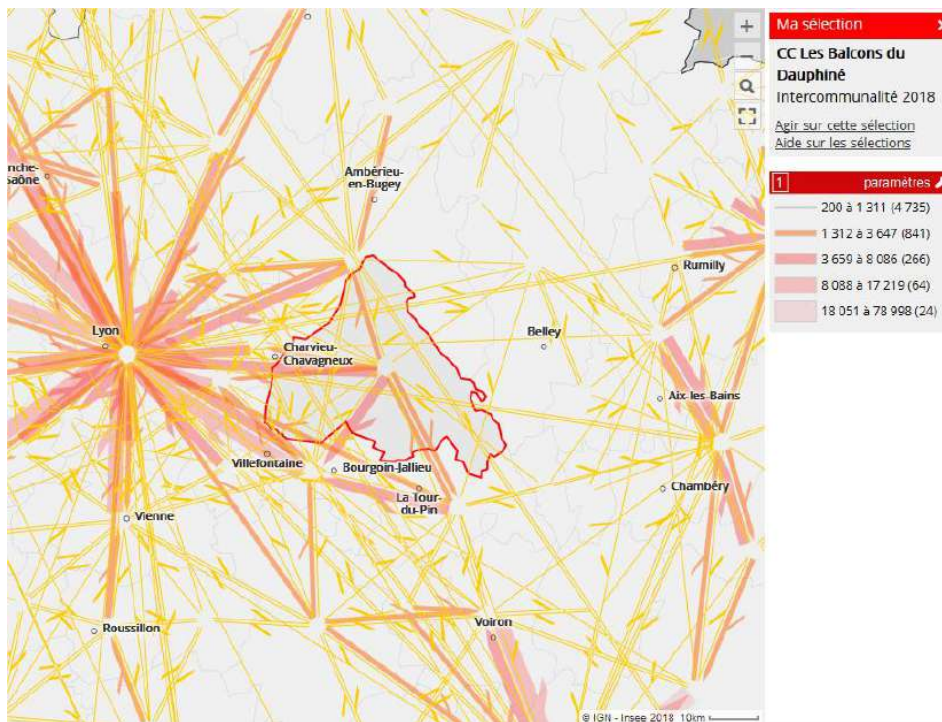 Ambérieu-
en-Bugey
nche-
Saône
Rumilly
Lyon
Belley
Charvieu-
Chavagneux
Aix-les-Bains
Villefontaine
Bourgoin-Jallieu
La Tour-
du-Pin
Chambéry
Vienne
Roussillon
Voiron
© IGN - Insee 2018 10km
Ma sélection
CC Les Balcons du
Dauphiné
Intercommunalité 2018
Agir sur cette sélection
Aide sur les sélections
1 paramètres
200 à 1 311 (4 735)
1 312 à 3 647 (841)
3 659 à 8 086 (266)
8 088 à 17 219 (64)
18 051 à 78 998 (24)